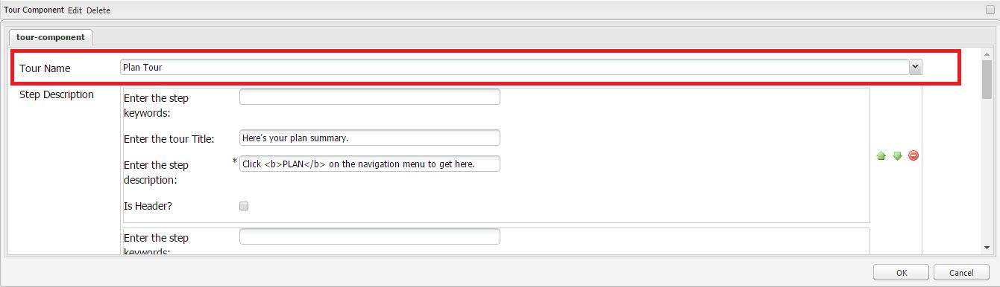 Tour Component Edit Delete
tour-component
Tour Name Plan Tour
Step Description
Enter the step
keywords:
Enter the tour Title: Here's your plan summary.
Enter the step * Click <b>PLAN</b> on the navigation menu to get here.
description:
Is Header?
Enter the step
keywords:
OK Cancel